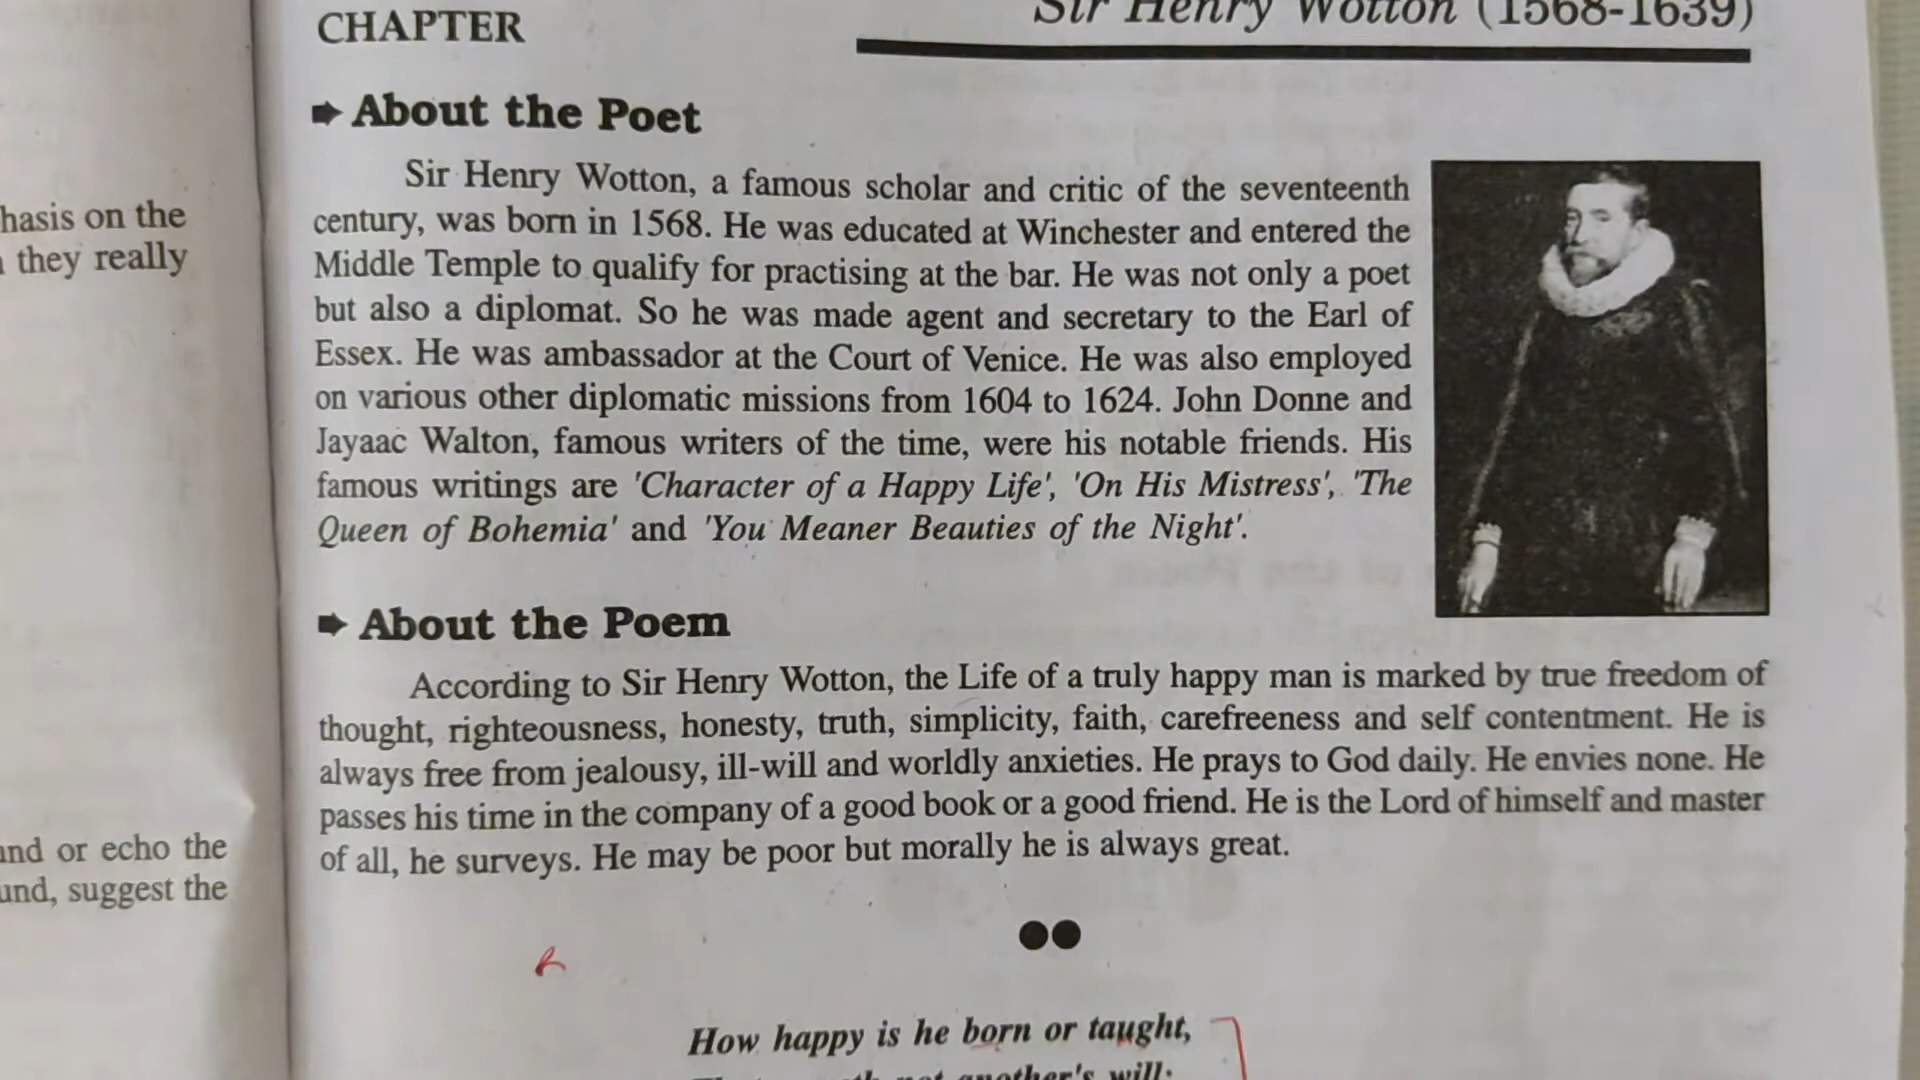 CHAPTER
Sir Henry Wotton (1568-1639)
About the Poet
Sir Henry Wotton, a famous scholar and critic of the seventeenth
century, was born in 1568. He was educated at Winchester and entered the
Middle Temple to qualify for practising at the bar. He was not only a poet
but also a diplomat. So he was made agent and secretary to the Earl of
Essex. He was ambassador at the Court of Venice. He was also employed
on various other diplomatic missions from 1604 to 1624. John Donne and
Jayaac Walton, famous writers of the time, were his notable friends. His
famous writings are 'Character of a Happy Life', 'On His Mistress', 'The
Queen of Bohemia' and 'You Meaner Beauties of the Night'.
About the Poem
According to Sir Henry Wotton, the Life of a truly happy man is marked by true freedom of
thought, righteousness, honesty, truth, simplicity, faith, carefreeness and self contentment. He is
always free from jealousy, ill-will and worldly anxieties. He prays to God daily. He envies none. He
passes his time in the company of a good book or a good friend. He is the Lord of himself and master
of all, he surveys. He may be poor but morally he is always great.
How happy is he born or taught,
not another's will;
hasis on the
they really
und or echo the
und, suggest the